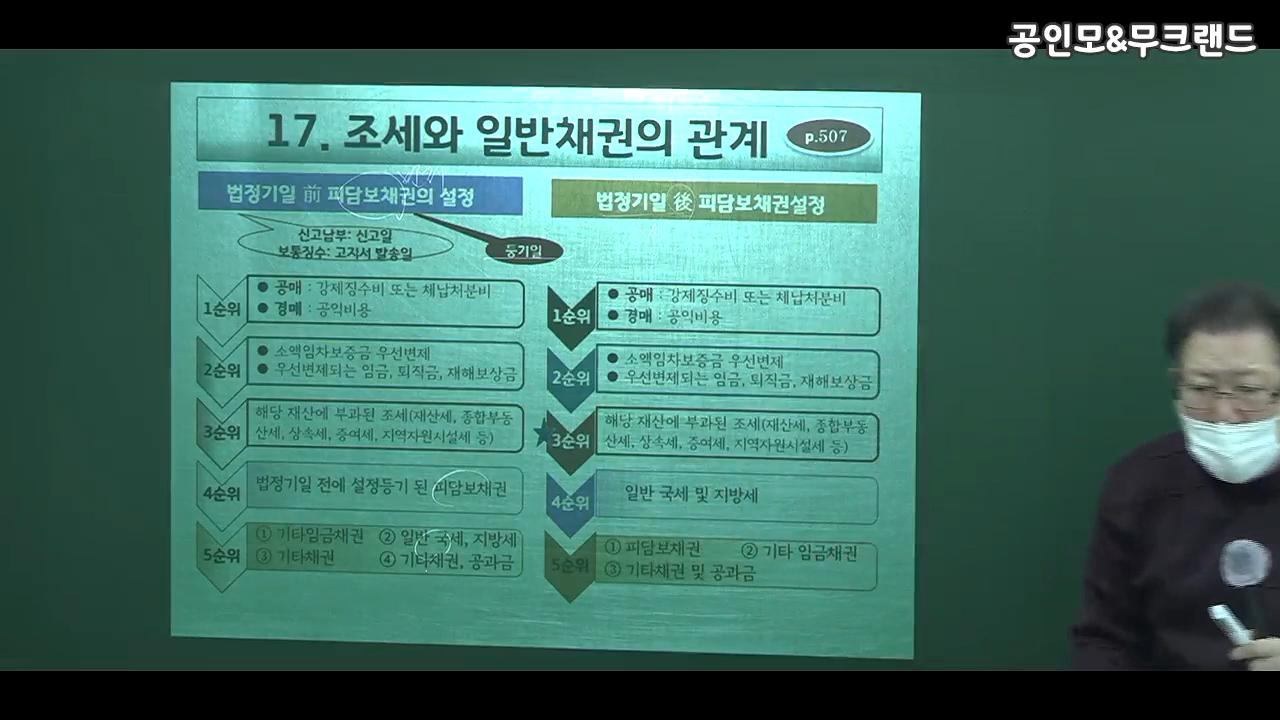 공인모&무크랜드
17. 조세와 일반채권의 관계
p.507
법정기일 前 피담보채권의 설정
신고납부: 신고일
보통징수: 고지서 발송일
등기일
1순위
● 공매 : 강제징수비 또는 체납처분비
● 경매 : 공익비용
2순위
● 소액임차보증금 우선변제
● 우선변제되는 임금, 퇴직금, 재해보상금
3순위
해당 재산에 부과된 조세(재산세, 종합부동
산세, 상속세, 증여세, 지역자원시설세 등)
4순위
법정기일 전에 설정등기 된 피담보채권
5순위
① 기타임금채권 ② 일반 국세, 지방세
③ 기타채권 ④ 기타채권, 공과금
법정기일 後 피담보채권설정
1순위
● 공매 : 강제징수비 또는 체납처분비
● 경매 : 공익비용
2순위
● 소액임차보증금 우선변제
● 우선변제되는 임금, 퇴직금, 재해보상금
★3순위
해당 재산에 부과된 조세(재산세, 종합부동
산세, 상속세, 증여세, 지역자원시설세 등)
4순위
일반 국세 및 지방세
5순위
① 피담보채권 ② 기타 임금채권
③ 기타채권 및 공과금